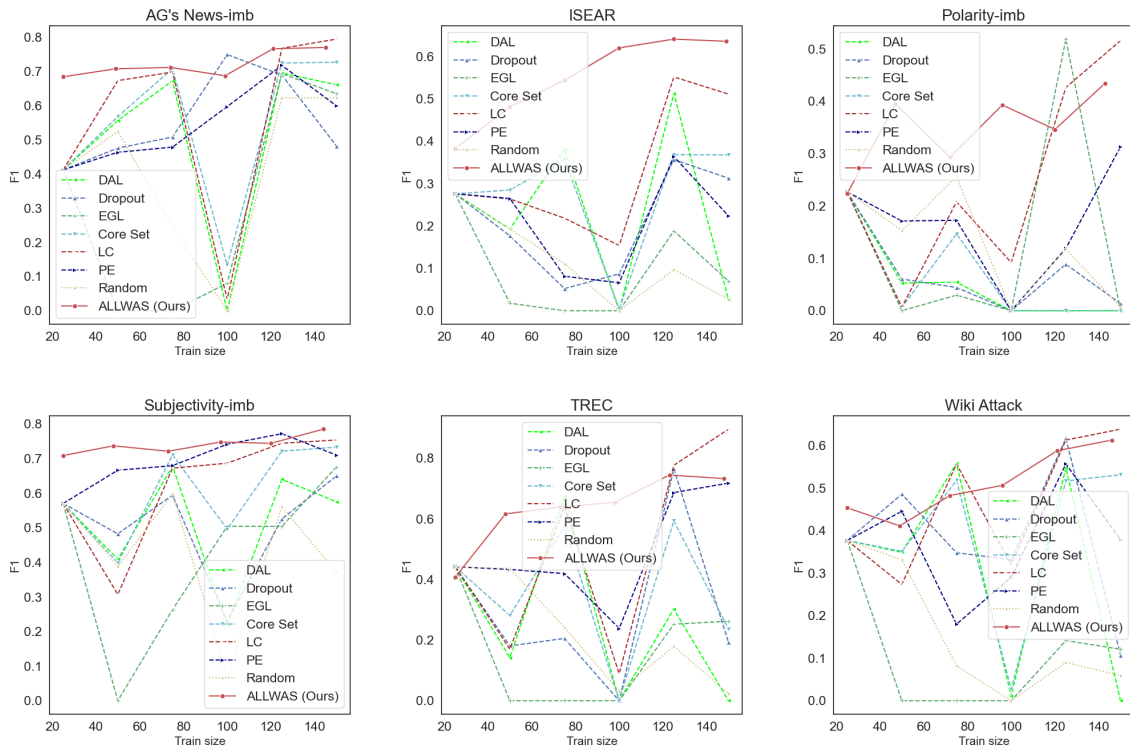 AG's News-imb
F1
0.8
0.7
0.6
0.5
0.4
0.3
0.2
0.1
0.0
DAL
Dropout
EGL
Core Set
LC
PE
Random
ALLWAS (Ours)
20 40 60 80 100 120 140
Train size
ISEAR
F1
0.6
0.5
0.4
0.3
0.2
0.1
0.0
DAL
Dropout
EGL
Core Set
LC
PE
Random
ALLWAS (Ours)
20 40 60 80 100 120 140
Train size
Polarity-imb
F1
0.5
0.4
0.3
0.2
0.1
0.0
DAL
Dropout
EGL
Core Set
LC
PE
Random
ALLWAS (Ours)
20 40 60 80 100 120 140
Train size
Subjectivity-imb
F1
0.8
0.7
0.6
0.5
0.4
0.3
0.2
0.1
0.0
DAL
Dropout
EGL
Core Set
LC
PE
Random
ALLWAS (Ours)
20 40 60 80 100 120 140
Train size
TREC
F1
0.8
0.6
0.4
0.2
0.0
DAL
Dropout
EGL
Core Set
LC
PE
Random
ALLWAS (Ours)
20 40 60 80 100 120 140
Train size
Wiki Attack
F1
0.6
0.5
0.4
0.3
0.2
0.1
0.0
DAL
Dropout
EGL
Core Set
LC
PE
Random
ALLWAS (Ours)
20 40 60 80 100 120 140
Train size